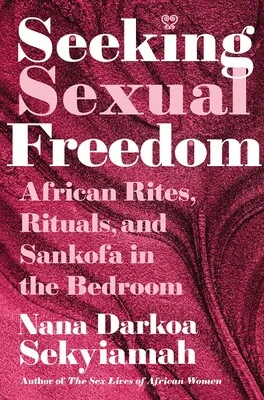 Seeking
Sexual
Freedom
African Rites,
Rituals, and
Sankofa in
the Bedroom
Nana Darkoa
Sekyiamah
Author of The Sex Lives of African Women